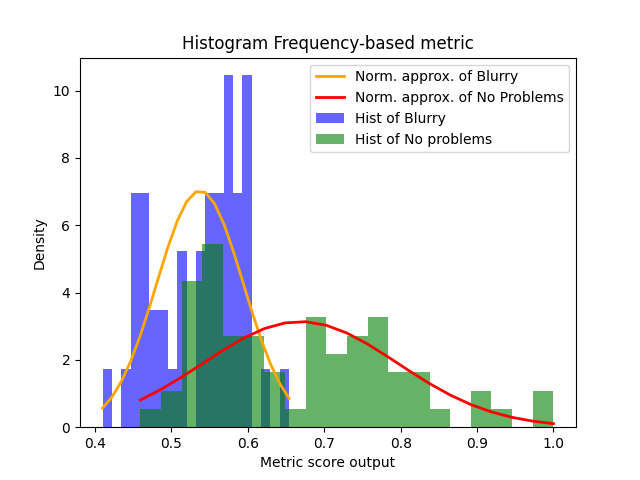 Histogram Frequency-based metric
Norm. approx. of Blurry
Norm. approx. of No Problems
Hist of Blurry
Hist of No problems
Density
10
8
6
4
2
0
0.4 0.5 0.6 0.7 0.8 0.9 1.0
Metric score output